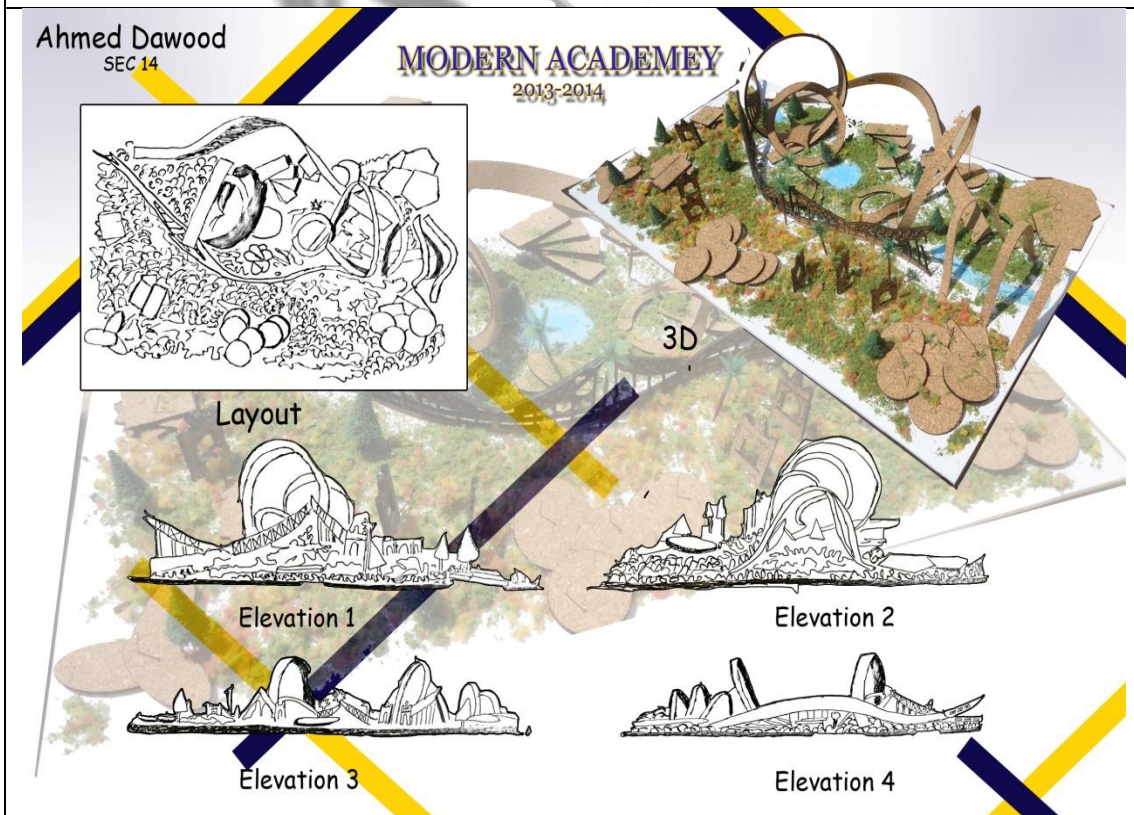 Ahmed Dawood
SEC 14
MODERN ACADEMEY
2013-2014
3D
Layout
Elevation 1
Elevation 2
Elevation 3
Elevation 4